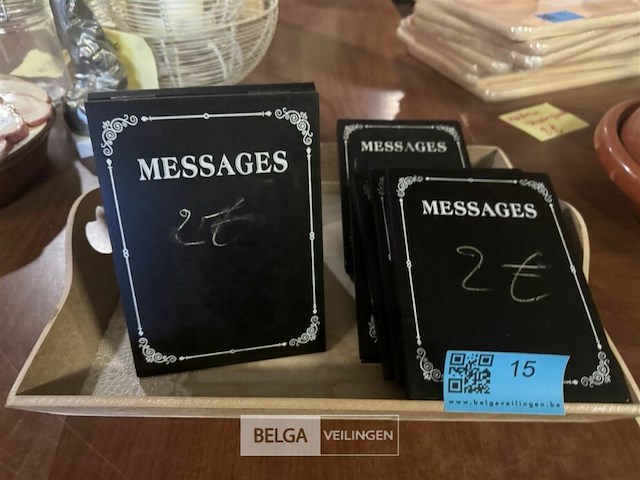 MESSAGES
2€
MESSAGES
MESSAGES
2€
15
www.belgaveilingen.be
BELGA VEILINGEN